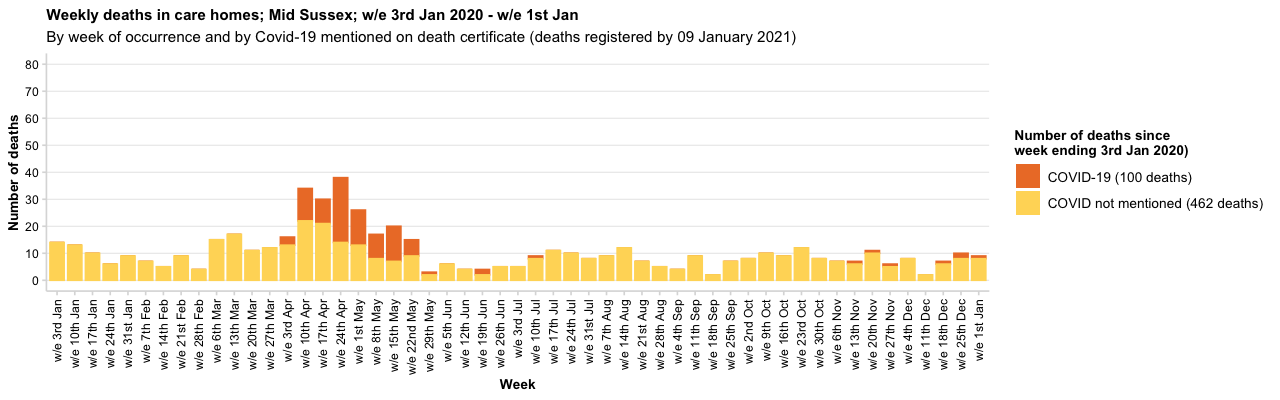 Weekly deaths in care homes; Mid Sussex; w/e 3rd Jan 2020 - w/e 1st Jan
By week of occurrence and by Covid-19 mentioned on death certificate (deaths registered by 09 January 2021)
Number of deaths
80
70
60
50
40
30
20
10
0
w/e 3rd Jan
w/e 10th Jan
w/e 17th Jan
w/e 24th Jan
w/e 31st Jan
w/e 7th Feb
w/e 14th Feb
w/e 21st Feb
w/e 28th Feb
w/e 6th Mar
w/e 13th Mar
w/e 20th Mar
w/e 27th Mar
w/e 3rd Apr
w/e 10th Apr
w/e 17th Apr
w/e 24th Apr
w/e 1st May
w/e 8th May
w/e 15th May
w/e 22nd May
w/e 29th May
w/e 5th Jun
w/e 12th Jun
w/e 19th Jun
w/e 26th Jun
w/e 3rd Jul
w/e 10th Jul
w/e 17th Jul
w/e 24th Jul
w/e 31st Jul
w/e 7th Aug
w/e 14th Aug
w/e 21st Aug
w/e 28th Aug
w/e 4th Sep
w/e 11th Sep
w/e 18th Sep
w/e 25th Sep
w/e 2nd Oct
w/e 9th Oct
w/e 16th Oct
w/e 23rd Oct
w/e 30th Oct
w/e 6th Nov
w/e 13th Nov
w/e 20th Nov
w/e 27th Nov
w/e 4th Dec
w/e 11th Dec
w/e 18th Dec
w/e 25th Dec
w/e 1st Jan
Week
Number of deaths since
week ending 3rd Jan 2020)
COVID-19 (100 deaths)
COVID not mentioned (462 deaths)